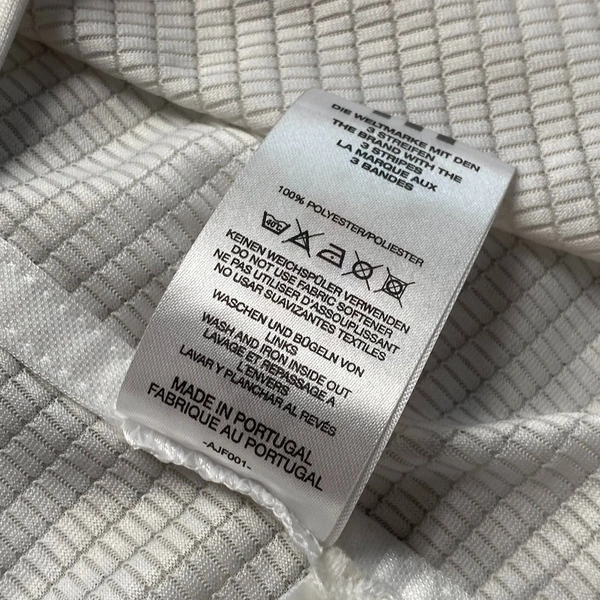 DIE WELTMARKE MIT DEN
3 STREIFEN
THE BRAND WITH THE
3 STRIPES
LA MARQUE AUX
3 BANDES
100% POLYESTER/POLIESTER
40°C
KEINEN WEICHSPÜLER VERWENDEN
DO NOT USE FABRIC SOFTENER
NE PAS UTILISER D'ASSOUPLISSANT
NO USAR SUAVIZANTES TEXTILES
WASCHEN UND BÜGELN VON
LINKS
WASH AND IRON INSIDE OUT
LAVAGE ET REPASSAGE A
L'ENVERS
LAVAR Y PLANCHAR AL REVÉS
MADE IN PORTUGAL
FABRIQUE AU PORTUGAL
-AJF001-